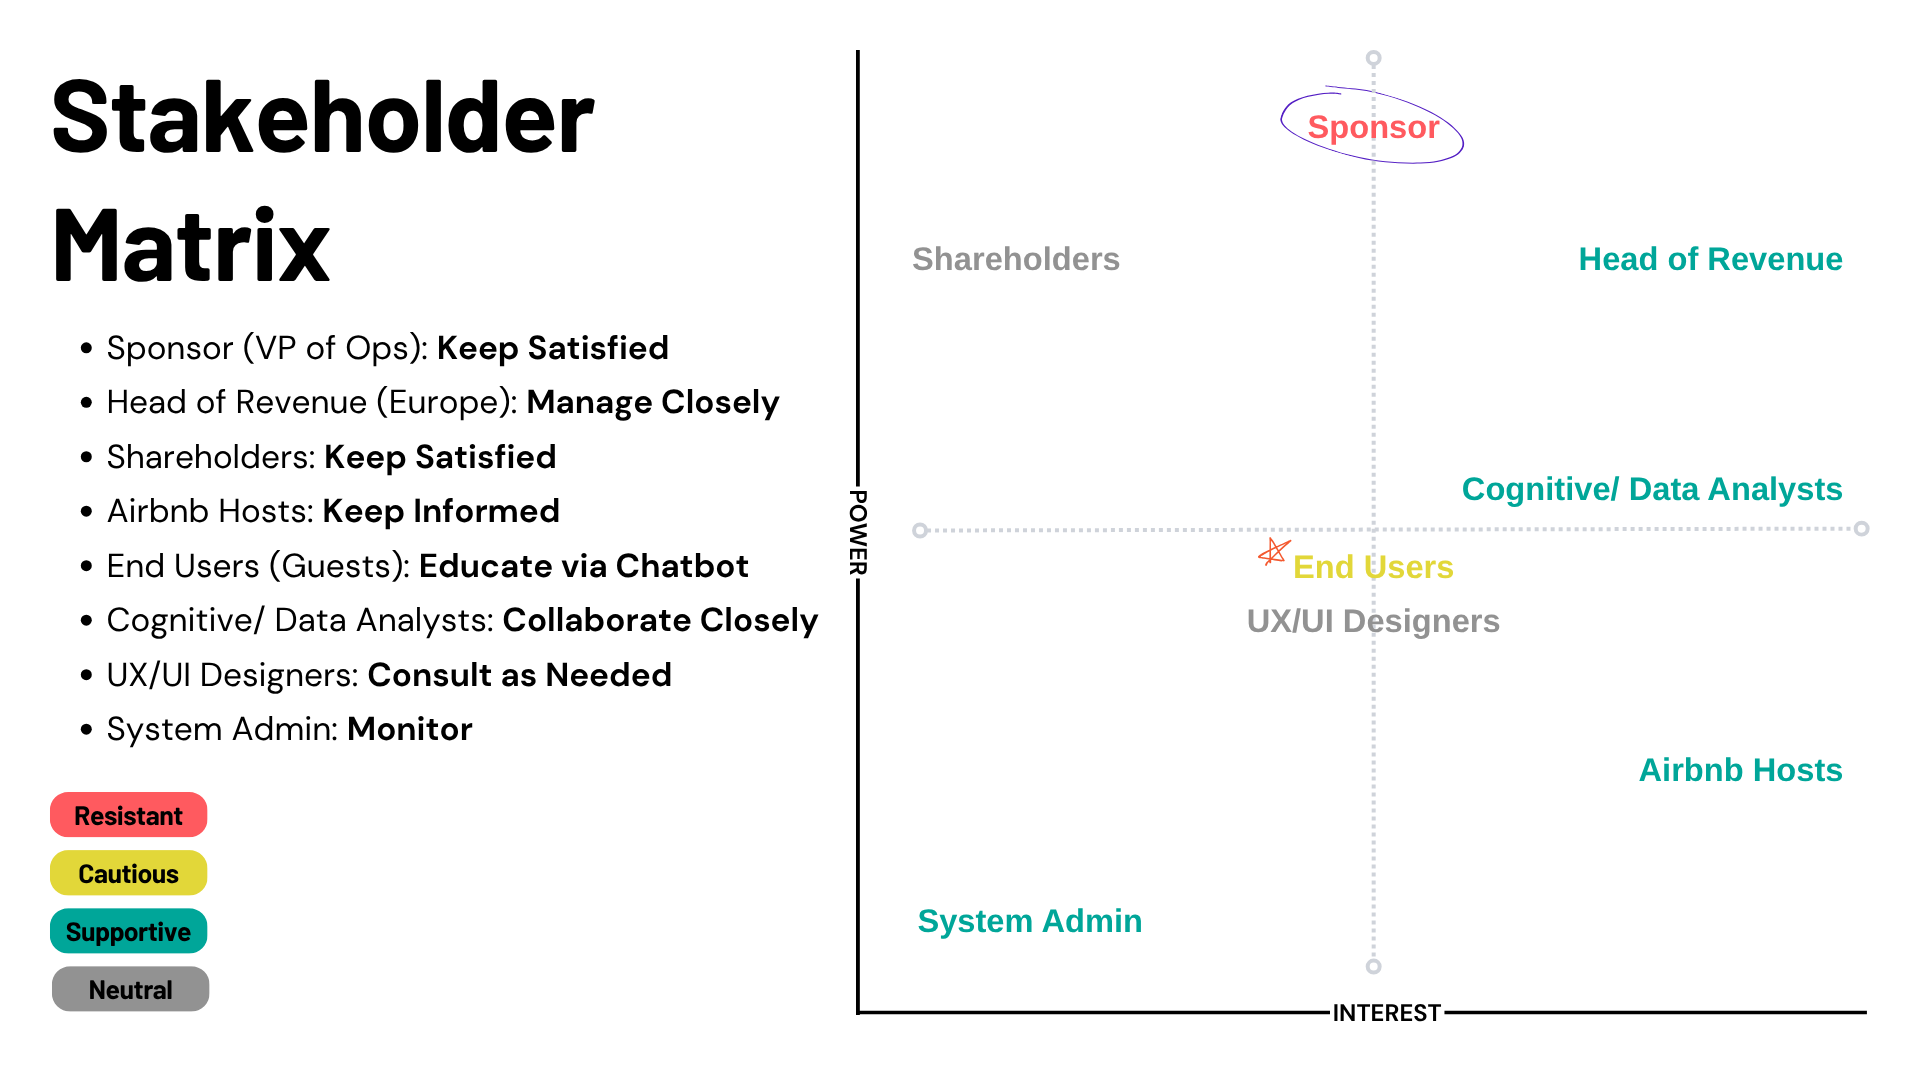 Stakeholder
Matrix
Sponsor (VP of Ops): Keep Satisfied
Head of Revenue (Europe): Manage Closely
Shareholders: Keep Satisfied
Airbnb Hosts: Keep Informed
End Users (Guests): Educate via Chatbot
Cognitive/ Data Analysts: Collaborate Closely
UX/UI Designers: Consult as Needed
System Admin: Monitor
Resistant
Cautious
Supportive
Neutral
POWER
Sponsor
Shareholders
Head of Revenue
Cognitive/ Data Analysts
End Users
UX/UI Designers
Airbnb Hosts
System Admin
INTEREST